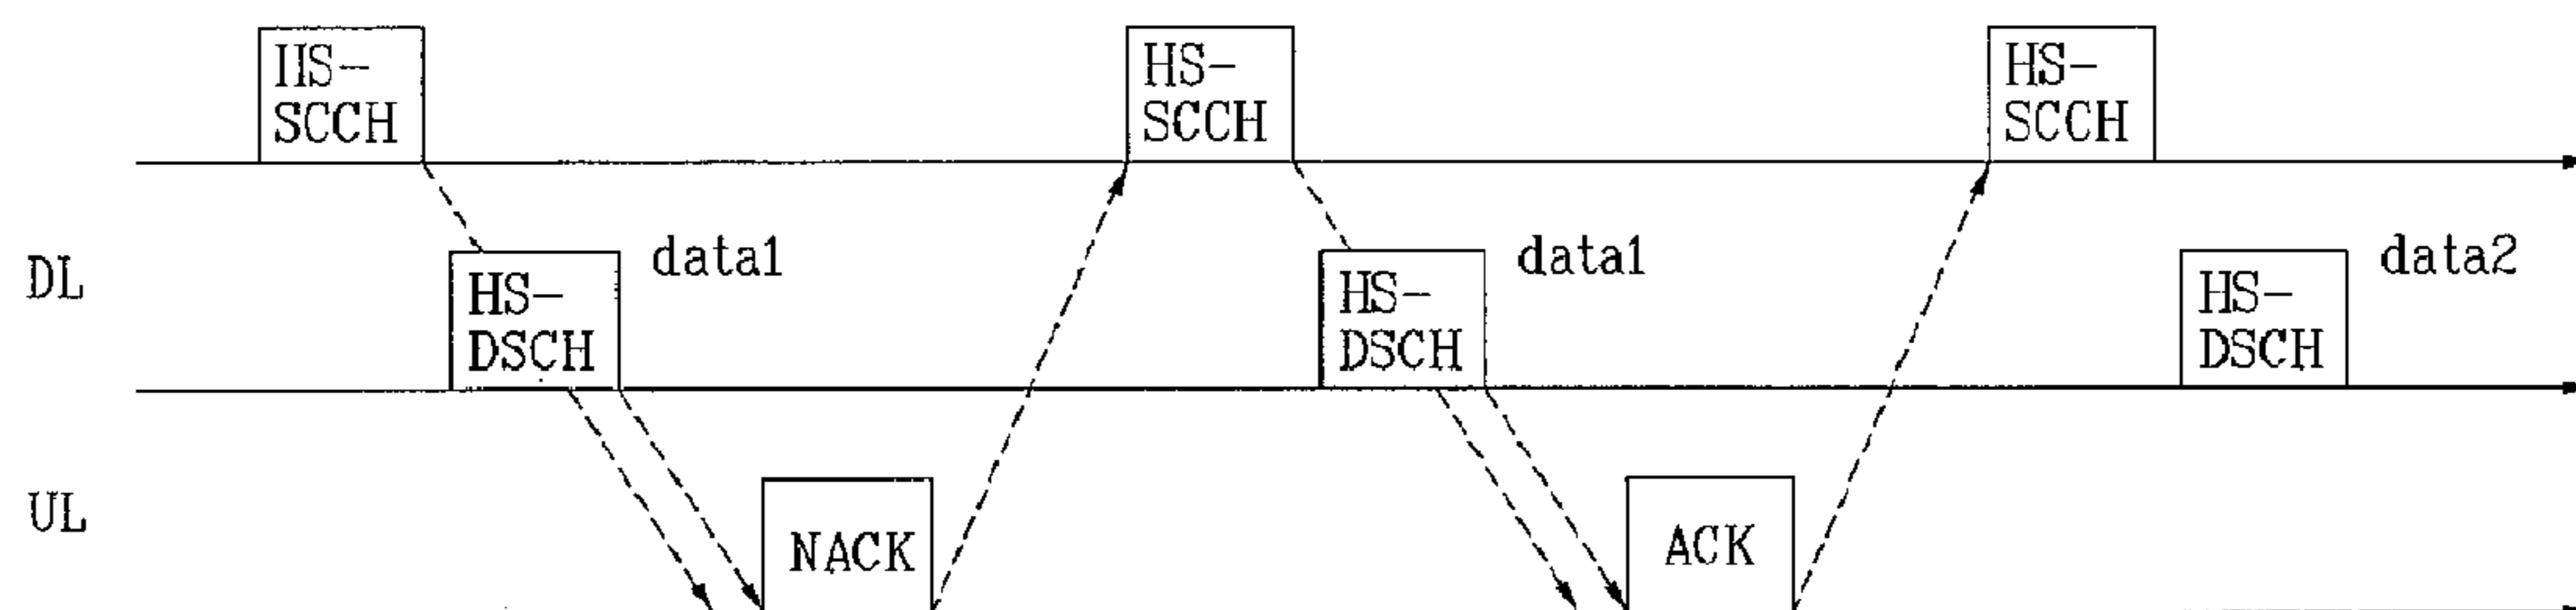 HS-
SCCH
HS-
SCCH
HS-
SCCH
DL
HS-
DSCH
data1
HS-
DSCH
data1
HS-
DSCH
data2
UL
NACK
ACK